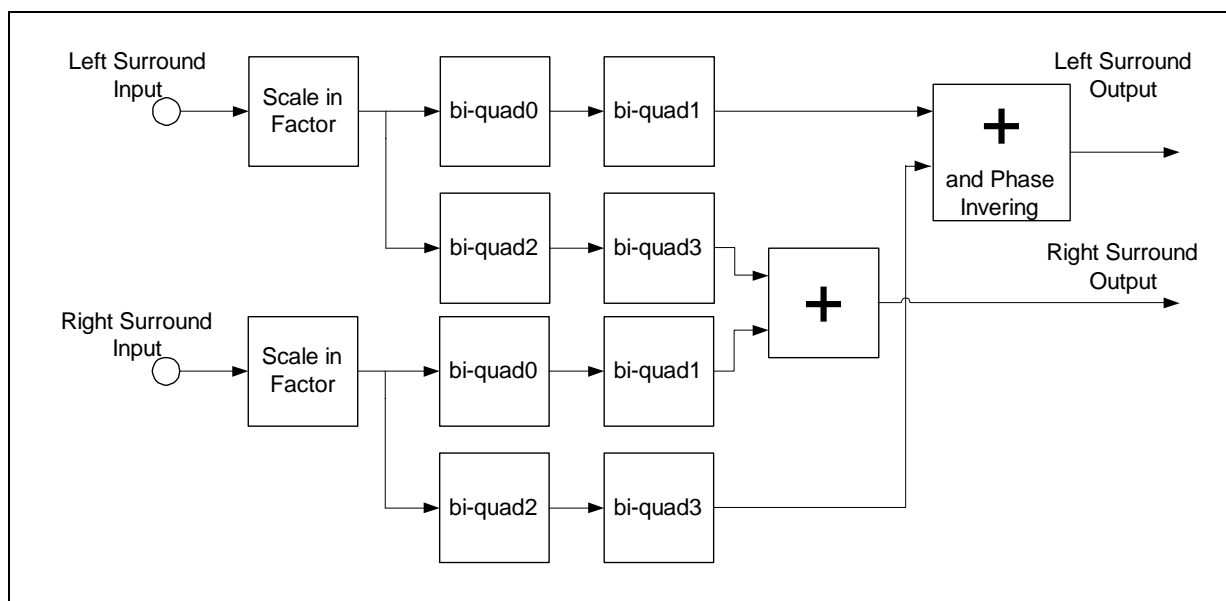 Left Surround
Input
Scale in
Factor
bi-quad0
bi-quad1
+
and Phase
Invering
Left Surround
Output
bi-quad2
bi-quad3
+
Right Surround
Output
Right Surround
Input
Scale in
Factor
bi-quad0
bi-quad1
bi-quad2
bi-quad3